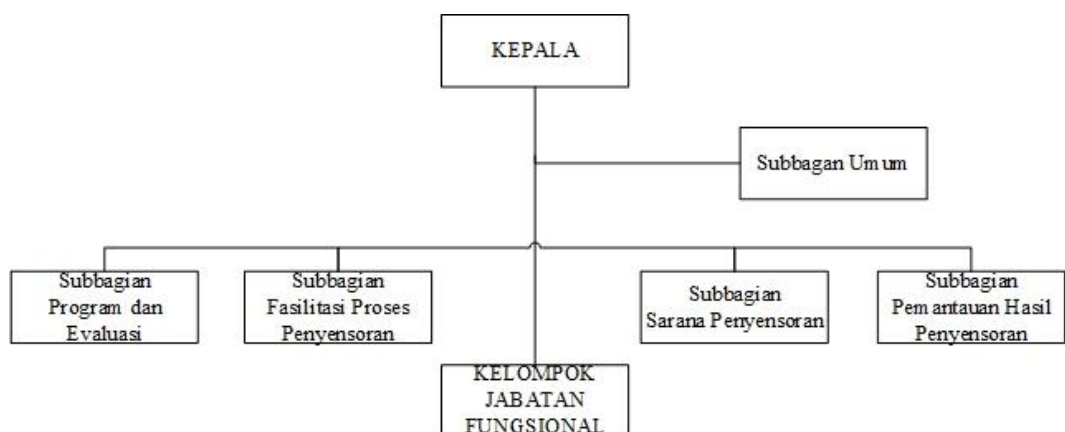 KEPALA
Subbagan Umum
Subbagian
Program dan
Evaluasi
Subbagian
Fasilitasi Proses
Penyensoran
Subbagian
Sarana Penyensoran
Subbagian
Pemantauan Hasil
Penyensoran
KELOMPOK
JABATAN
FUNGSIONAL